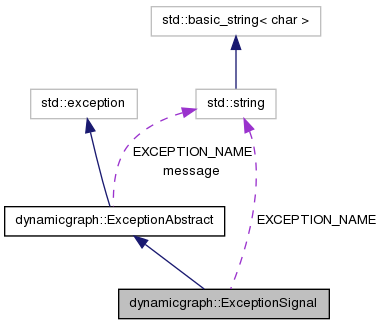 std::basic_string< char >
std::exception
std::string
EXCEPTION_NAME
message
dynamicgraph::ExceptionAbstract
EXCEPTION_NAME
dynamicgraph::ExceptionSignal